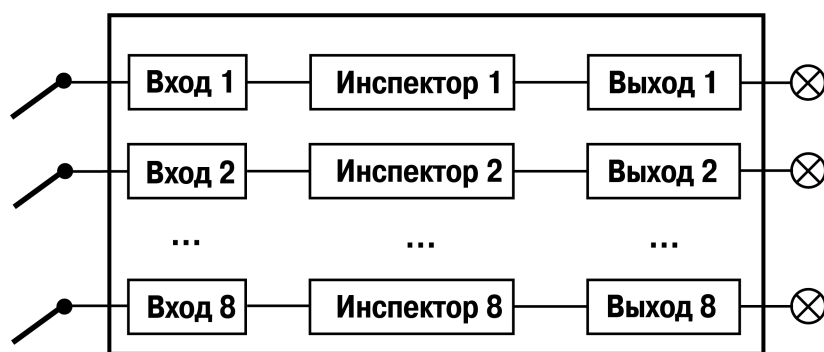 Вход 1 Инспектор 1 Выход 1
Вход 2 Инспектор 2 Выход 2
... ... ...
Вход 8 Инспектор 8 Выход 8